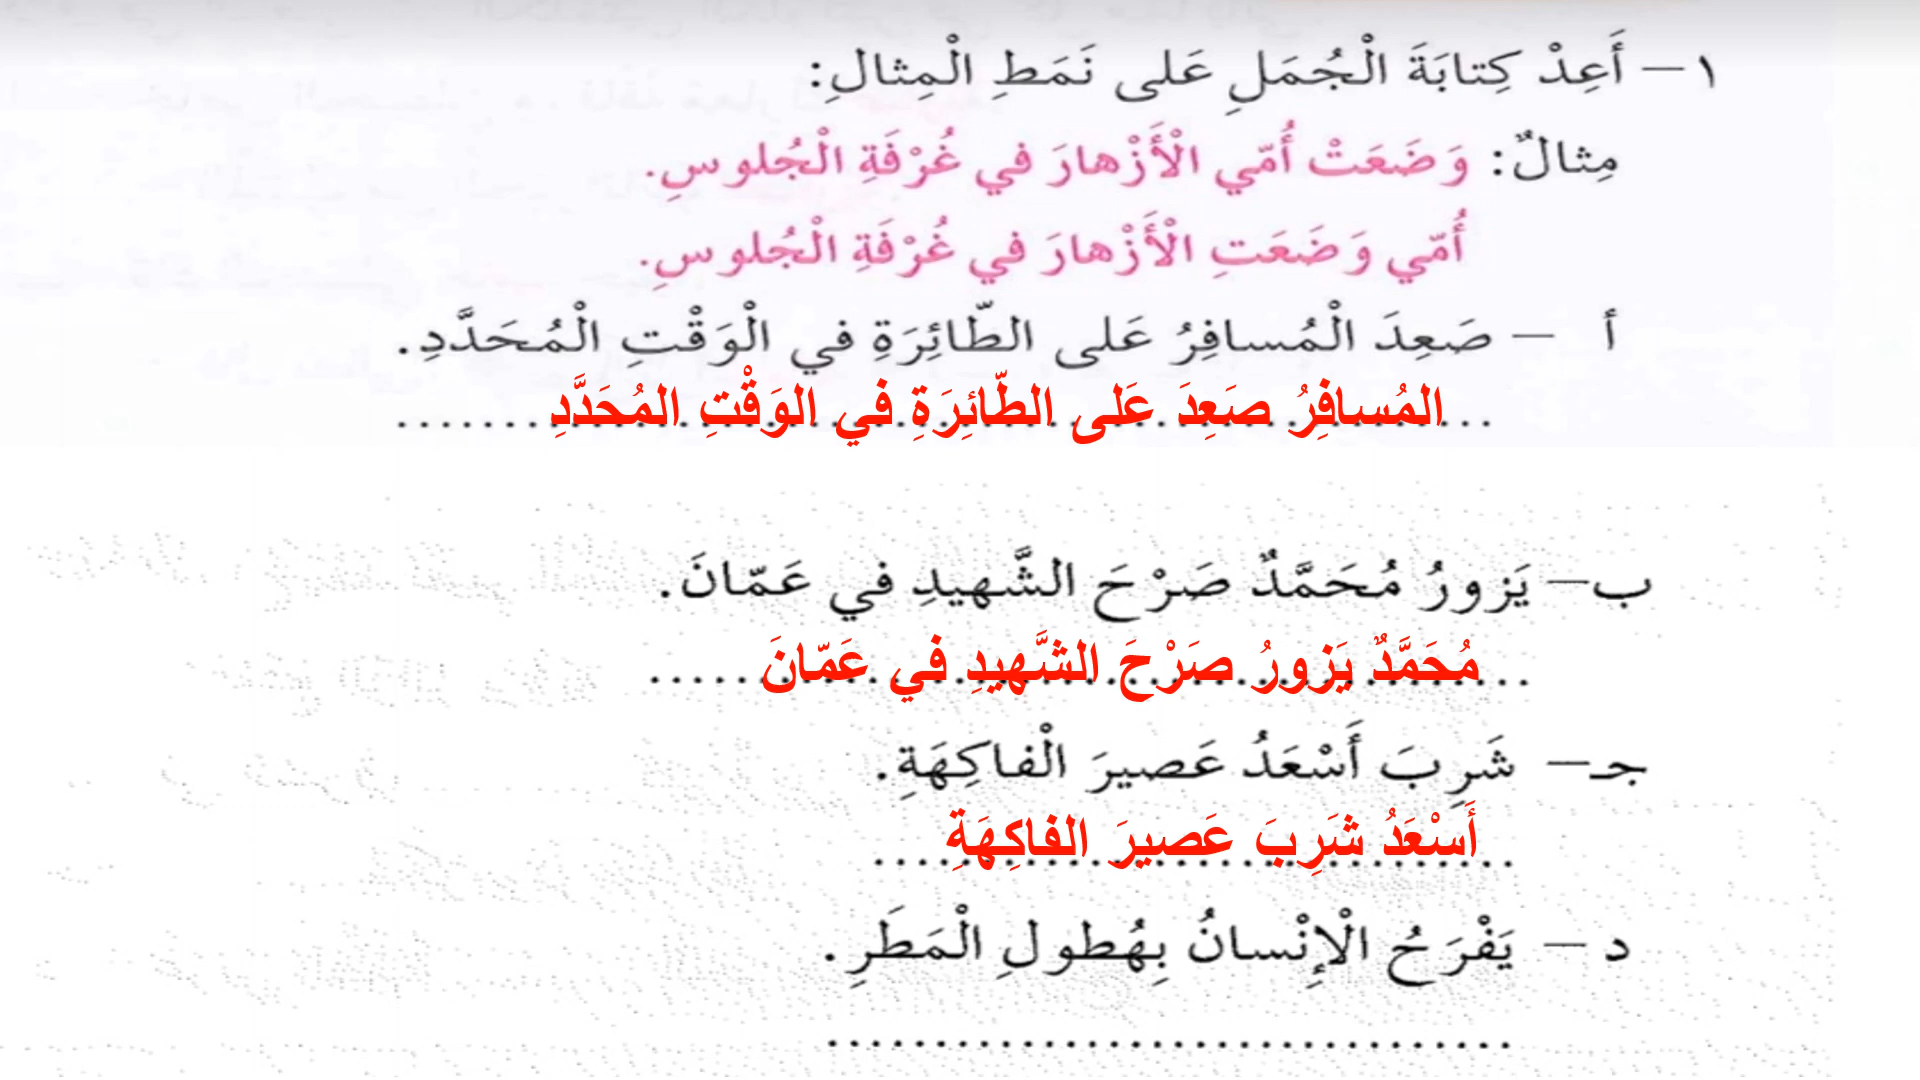 ١– أَعِدْ كِتابَةَ الْجُمَلِ عَلى نَمَطِ الْمِثالِ:
مِثالٌ: وَضَعَتْ أُمّي الْأَزْهارَ في غُرْفَةِ الْجُلوسِ.
أُمّي وَضَعَتِ الْأَزْهارَ في غُرْفَةِ الْجُلوسِ.
أ – صَعِدَ الْمُسافِرُ عَلى الطّائِرَةِ في الْوَقْتِ الْمُحَدَّدِ.
المُسافِرُ صَعِدَ عَلى الطّائِرَةِ في الوَقْتِ المُحَدَّدِ
ب– يَزورُ مُحَمَّدٌ صَرْحَ الشَّهيدِ في عَمّانَ.
مُحَمَّدٌ يَزورُ صَرْحَ الشَّهيدِ في عَمّانَ
جـ– شَرِبَ أَسْعَدُ عَصيرَ الْفاكِهَةِ.
أَسْعَدُ شَرِبَ عَصيرَ الفاكِهَةِ
د – يَفْرَحُ الْإِنْسانُ بِهُطولِ الْمَطَرِ.